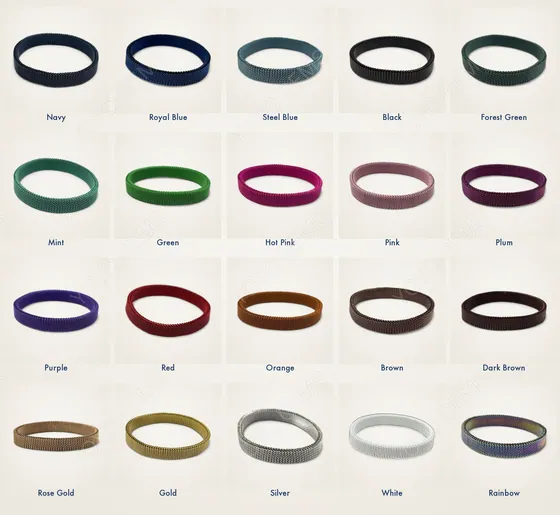 Navy
Royal Blue
Steel Blue
Black
Forest Green
Mint
Green
Hot Pink
Pink
Plum
Purple
Red
Orange
Brown
Dark Brown
Rose Gold
Gold
Silver
White
Rainbow